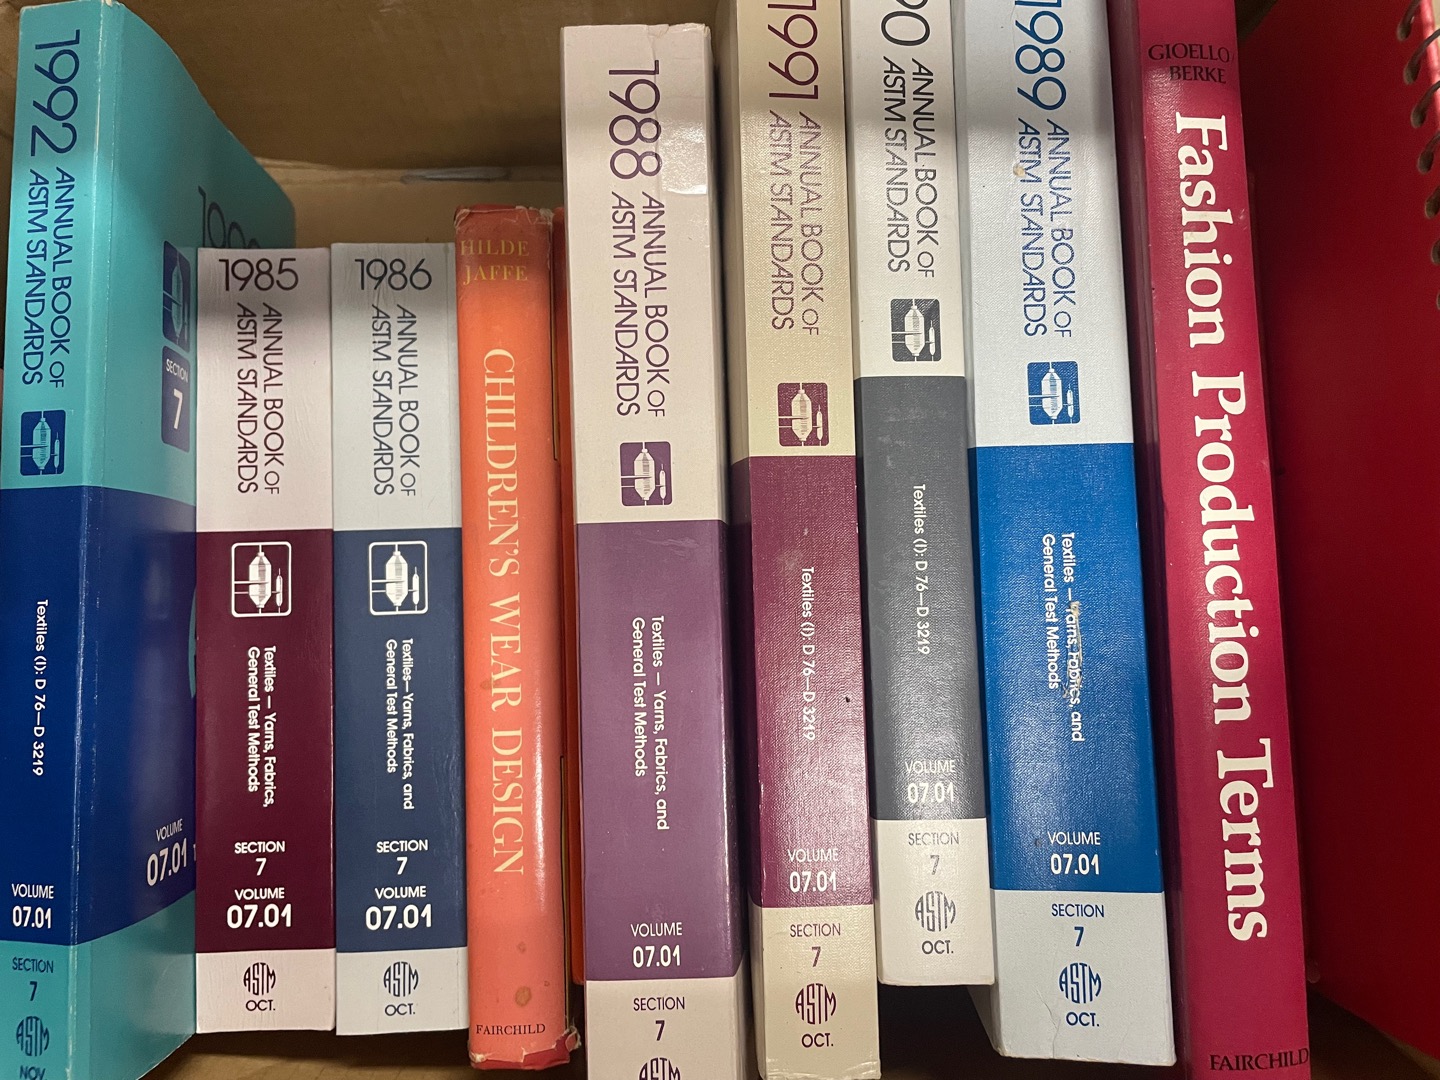 1992 ANNUAL BOOK OF
ASTM STANDARDS
Textiles (I): D 76—D 3219
VOLUME
07.01
SECTION
7
ASTM
NOV.
SECTION
7
VOLUME
07.01
1985
ANNUAL BOOK OF
ASTM STANDARDS
Textiles — Yarns, Fabrics,
General Test Methods
SECTION
7
VOLUME
07.01
ASTM
OCT.
1986
ANNUAL BOOK OF
ASTM STANDARDS
Textiles— Yarns, Fabrics, and
General Test Methods
SECTION
7
VOLUME
07.01
ASTM
OCT.
HILDE
JAFFE
CHILDREN'S WEAR DESIGN
FAIRCHILD
1988 ANNUAL BOOK OF
ASTM STANDARDS
Textiles — Yarns, Fabrics, and
General Test Methods
VOLUME
07.01
SECTION
7
ASTM
1991 ANNUAL BOOK OF
ASTM STANDARDS
Textiles (I): D 76—D 3219
VOLUME
07.01
SECTION
7
ASTM
OCT.
90 ANNUAL BOOK OF
ASTM STANDARDS
Textiles (I): D 76—D 3219
VOLUME
07.01
SECTION
7
ASTM
OCT.
1989 ANNUAL BOOK OF
ASTM STANDARDS
Textiles — Yarns, Fabrics, and
General Test Methods
VOLUME
07.01
SECTION
7
ASTM
OCT.
GIOELLO
BERKE
Fashion Production Terms
FAIRCHILD